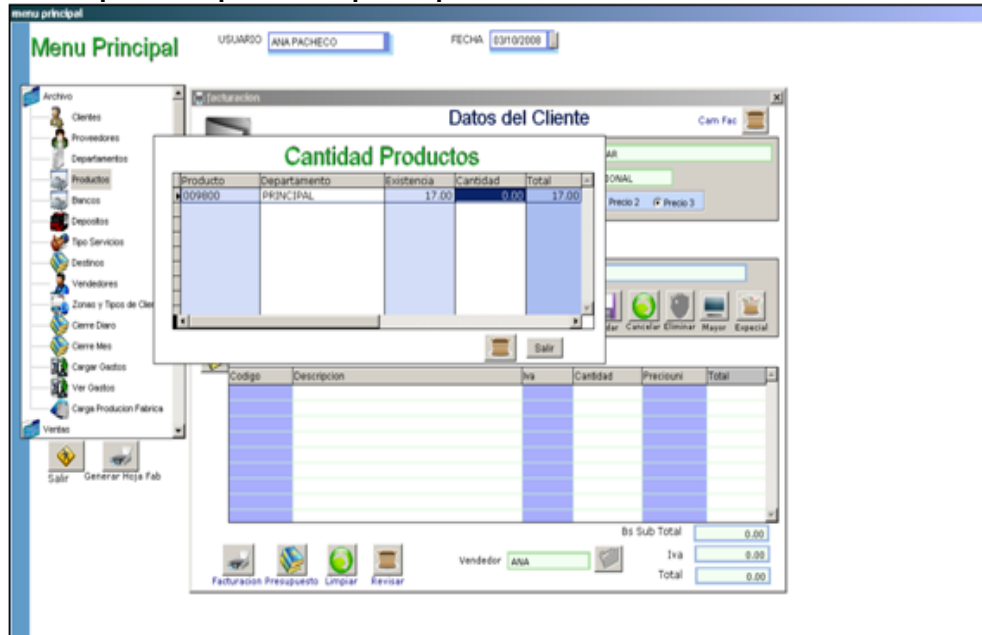 menu principal
Menu Principal
USUARIO ANA PACHECO
FECHA 03/10/2008
Archivo
Clientes
Proveedores
Departamentos
Productos
Bancos
Depositos
Tipo Servicios
Destinos
Vendedores
Zonas y Tipos de Clie
Cierre Diaro
Cierre Mes
Cargar Gastos
Ver Gastos
Carga Producion Fabrica
Ventas
Salir
Generar Hoja Fab
facturacion
Datos del Cliente
Cam Fac
AR
IONAL
Precio 2 Precio 3
Cantidad Productos
Producto Departamento Existencia Cantidad Total
009800 PRINCIPAL 17.00 0.00 17.00
Salir
dar Cancelar Eliminar Mayor Especial
Codigo Descripcion Iva Cantidad Preciouni Total
Bs Sub Total 0.00
Iva 0.00
Total 0.00
Vendedor ANA
Facturacion Presupuesto Limpiar Revisar